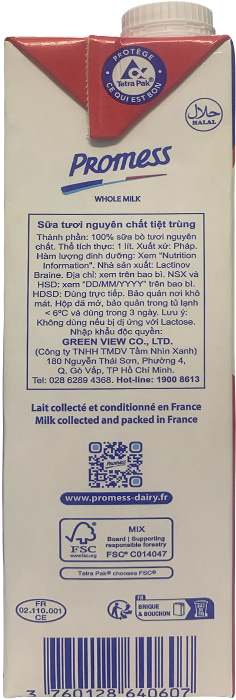 PROTÈGE
Tetra Pak®
CE QUI EST BON
حلال
HALAL
Promess
WHOLE MILK
Sữa tươi nguyên chất tiệt trùng
Thành phần: 100% sữa bò tươi nguyên
chất. Thể tích thực: 1 lít. Xuất xứ: Pháp.
Hàm lượng dinh dưỡng: Xem "Nutrition
Information". Nhà sản xuất: Lactinov
Braine. Địa chỉ: xem trên bao bì. NSX và
HSD: xem "DD/MM/YYYY" trên bao bì.
HDSD: Dùng trực tiếp. Bảo quản nơi khô
mát. Hộp đã mở, bảo quản trong tủ lạnh
< 6ºC và dùng trong 3 ngày. Lưu ý:
Không dùng nếu bị dị ứng với Lactose.
Nhập khẩu độc quyền:
GREEN VIEW CO., LTD.
(Công ty TNHH TMDV Tầm Nhìn Xanh)
180 Nguyễn Thái Sơn, Phường 4,
Q. Gò Vấp, TP Hồ Chí Minh.
Tel: 028 6289 4368. Hot-line: 1900 8613
Lait collecté et conditionné en France
Milk collected and packed in France
Promess
www.promess-dairy.fr
FSC
www.fsc.org
MIX
Board | Supporting
responsible forestry
FSC® C014047
Tetra Pak® chooses FSC®
FR
02.110.001
CE
FR
BRIQUE
& BOUCHON
3 760128 640607